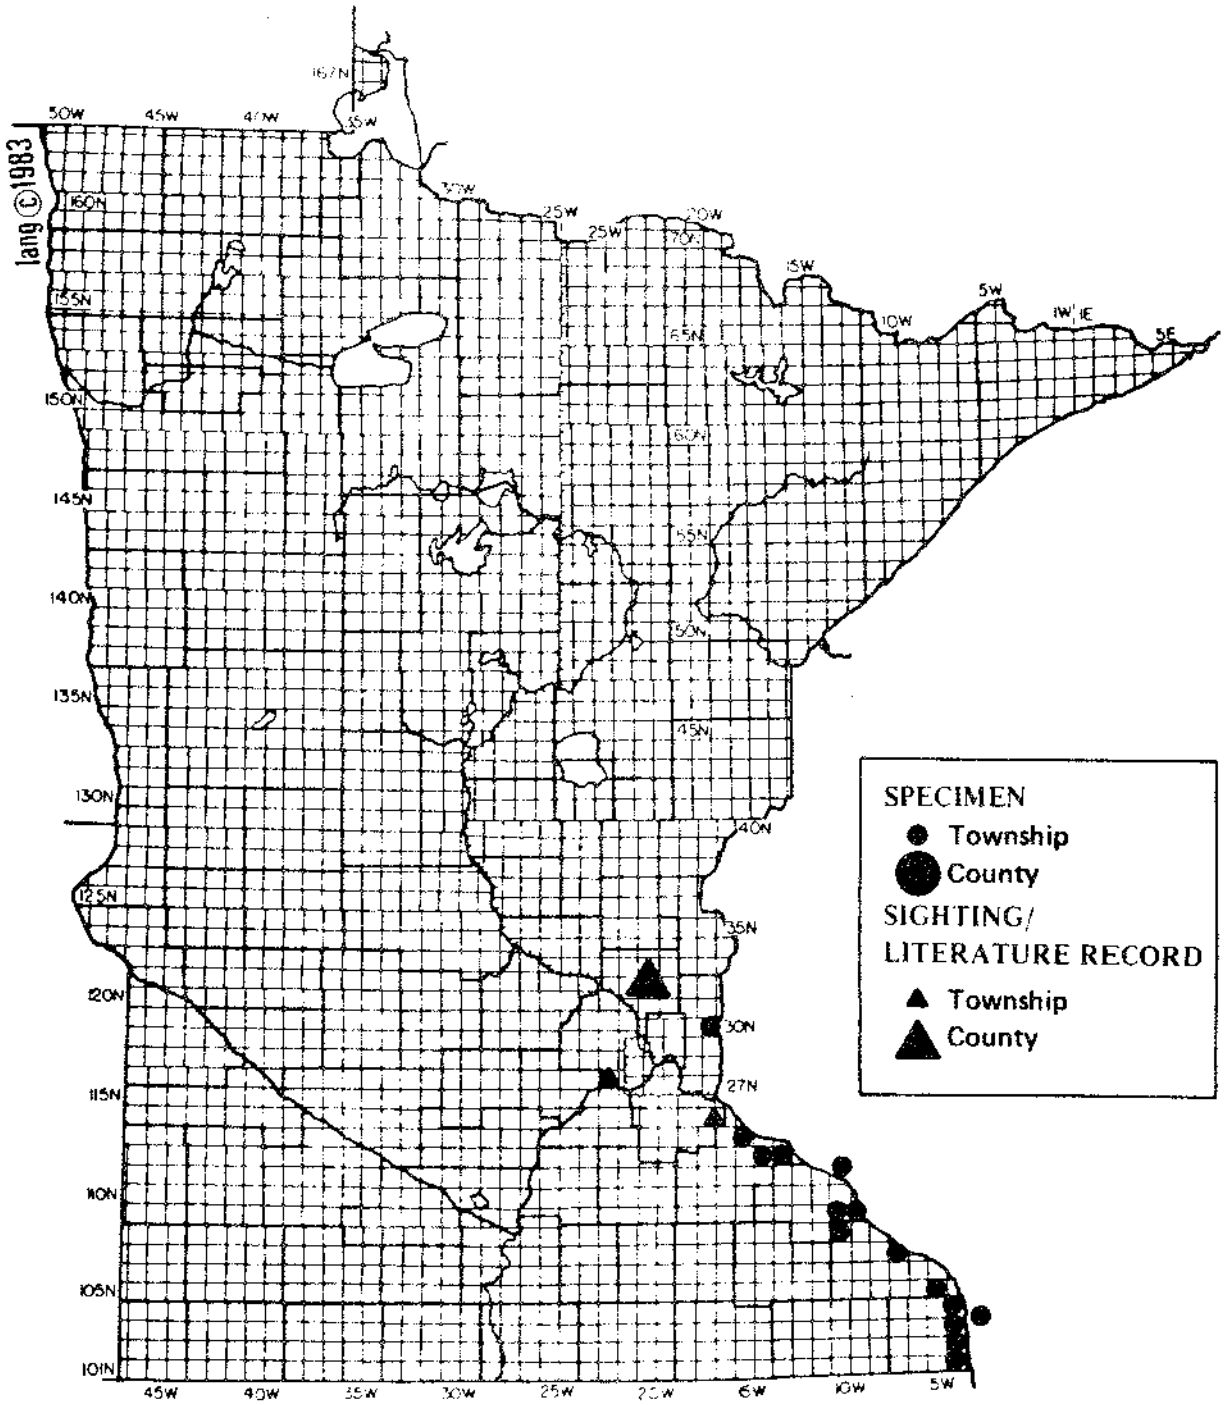 167N
50W 45W 40W 35W
lang ©1983
30W
160N
25W 20W
25W 70N
15W
155N
5W
10W 1W 1E
65N 5E
150N
60N
145N
55N
140N
50N
135N
45N
130N
40N
125N
35N
120N
30N
27N
115N
110N
105N
101N
45W 40W 35W 30W 25W 20W 15W 10W 5W
SPECIMEN
Township
County
SIGHTING/
LITERATURE RECORD
Township
County